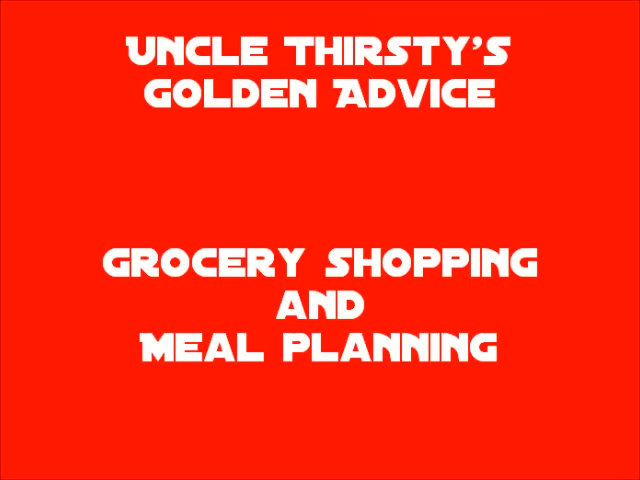 Uncle Thirsty's
Golden Advice
Grocery Shopping
and
Meal Planning